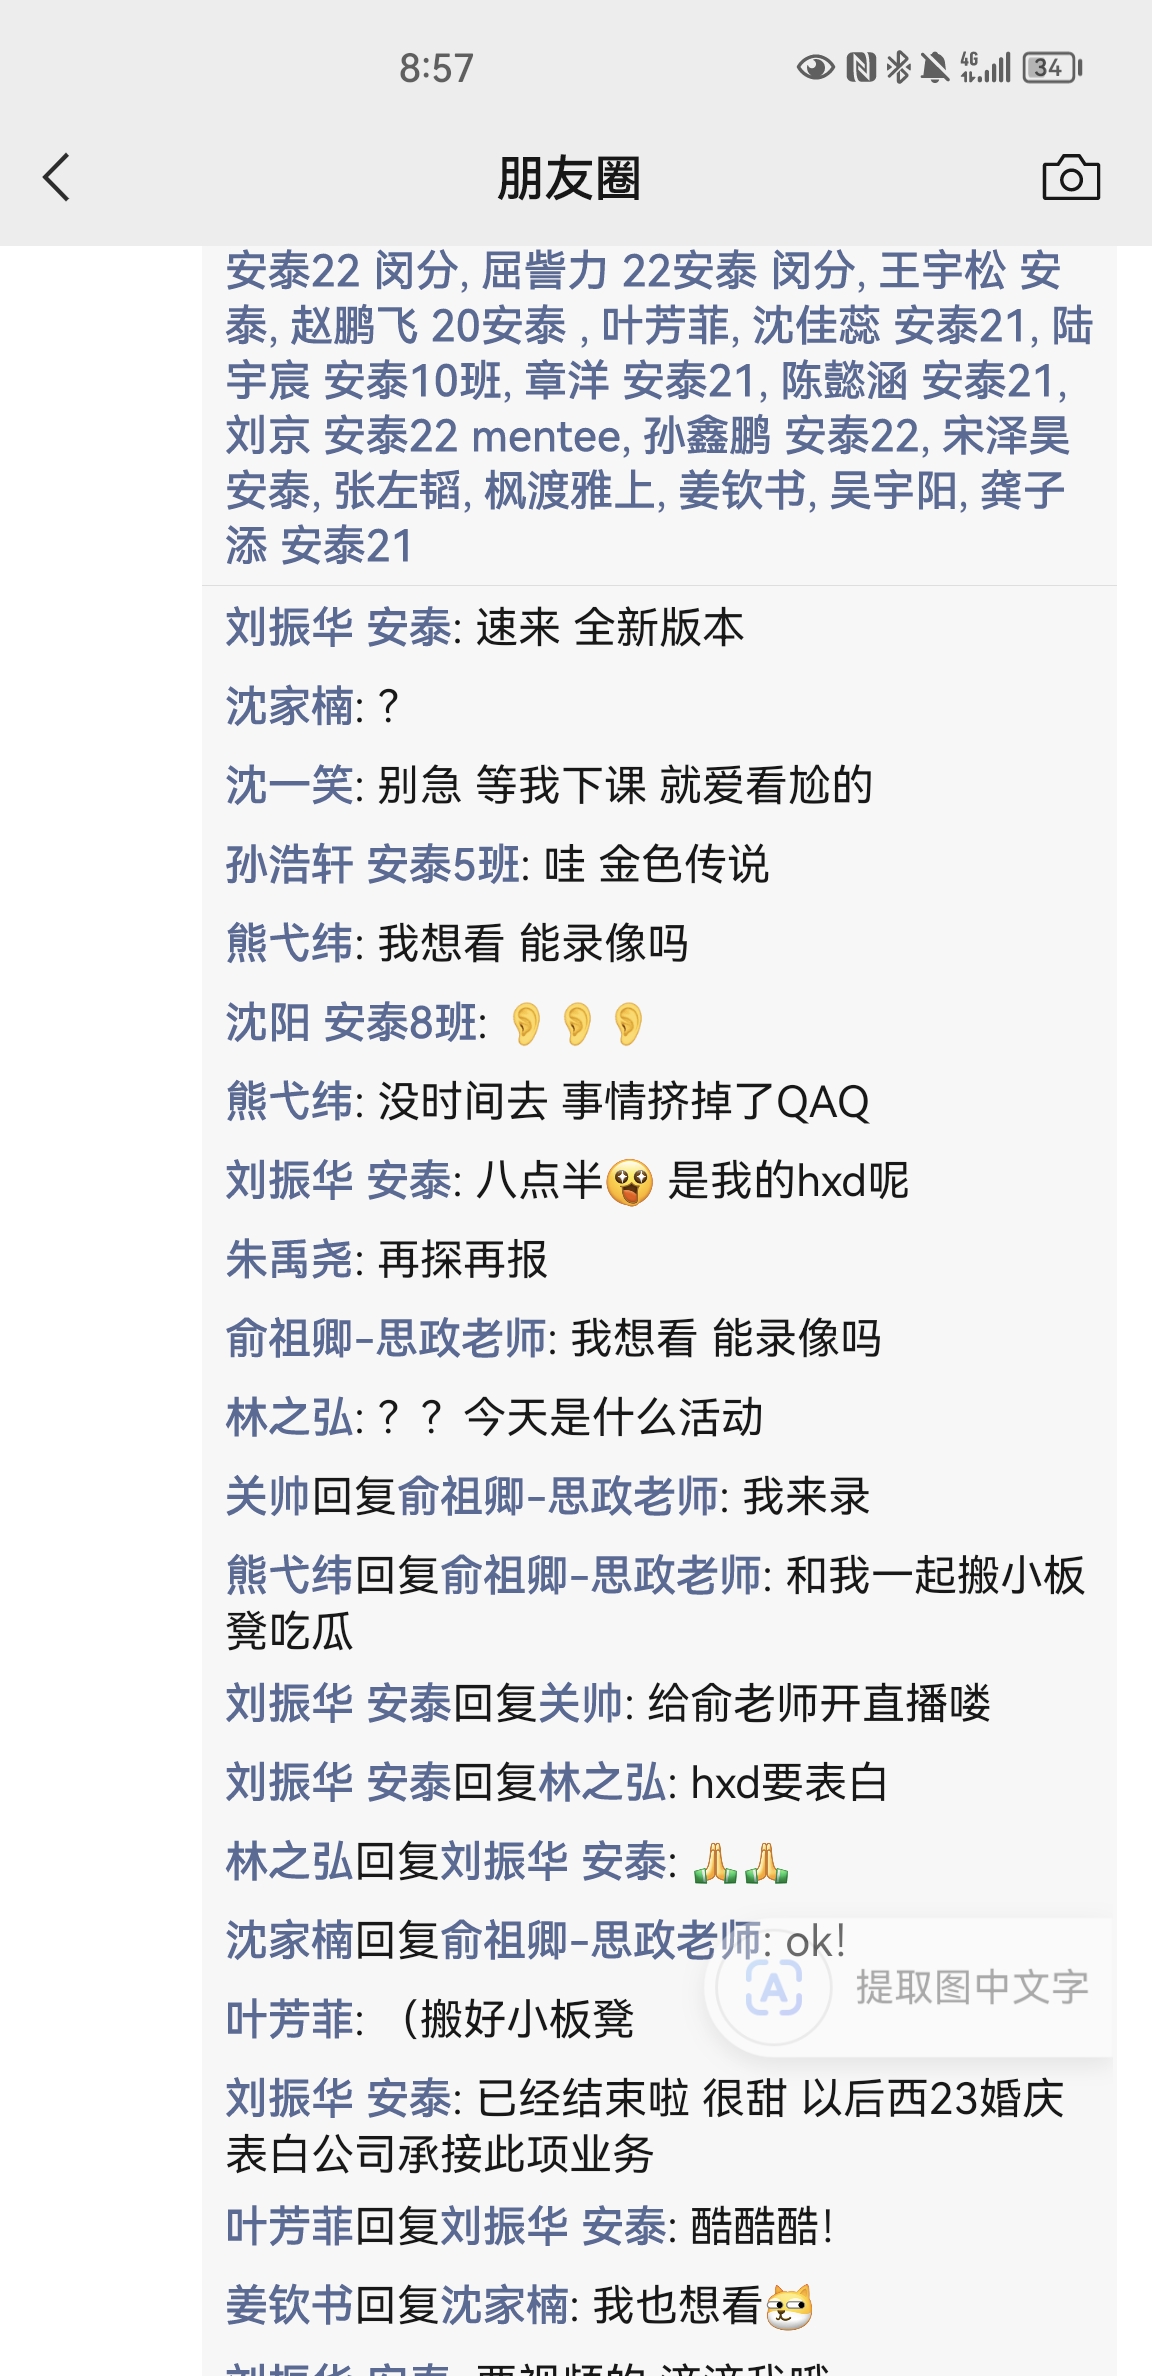 8:57
4G
34
朋友圈
安泰22 闵分, 屈訾力 22安泰 闵分, 王宇松 安
泰, 赵鹏飞 20安泰 , 叶芳菲, 沈佳蕊 安泰21, 陆
宇宸 安泰10班, 章洋 安泰21, 陈懿涵 安泰21,
刘京 安泰22 mentee, 孙鑫鹏 安泰22, 宋泽昊
安泰, 张左韬, 枫渡雅上, 姜钦书, 吴宇阳, 龚子
添 安泰21
刘振华 安泰: 速来 全新版本
沈家楠: ?
沈一笑: 别急 等我下课 就爱看尬的
孙浩轩 安泰5班: 哇 金色传说
熊弋纬: 我想看 能录像吗
沈阳 安泰8班: 👂👂👂
熊弋纬: 没时间去 事情挤掉了QAQ
刘振华 安泰: 八点半🤩 是我的hxd呢
朱禹尧: 再探再报
俞祖卿-思政老师: 我想看 能录像吗
林之弘: ？？今天是什么活动
关帅回复俞祖卿-思政老师: 我来录
熊弋纬回复俞祖卿-思政老师: 和我一起搬小板
凳吃瓜
刘振华 安泰回复关帅: 给俞老师开直播喽
刘振华 安泰回复林之弘: hxd要表白
林之弘回复刘振华 安泰: 🙏🙏
沈家楠回复俞祖卿-思政老师: ok!
提取图中文字
叶芳菲: （搬好小板凳
刘振华 安泰: 已经结束啦 很甜 以后西23婚庆
表白公司承接此项业务
叶芳菲回复刘振华 安泰: 酷酷酷!
姜钦书回复沈家楠: 我也想看